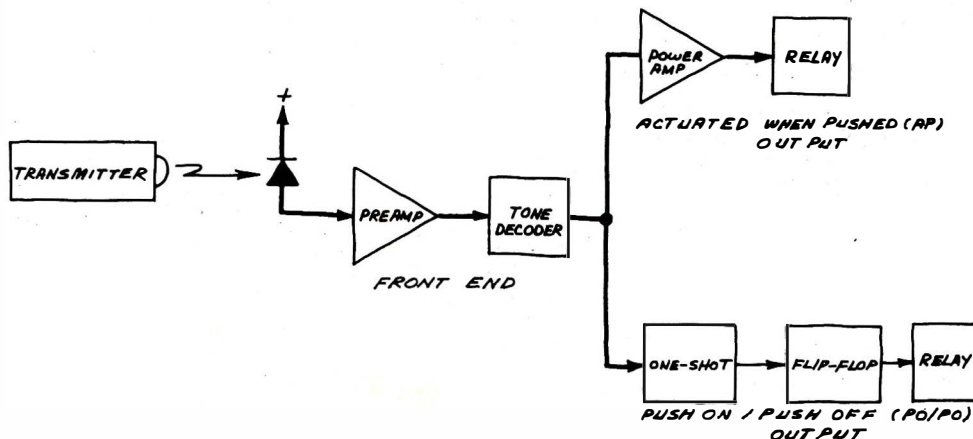 POWER
AMP
RELAY
ACTUATED WHEN PUSHED (AP)
OUTPUT
+
TRANSMITTER
PREAMP
TONE
DECODER
FRONT END
ONE-SHOT
FLIP-FLOP
RELAY
PUSH ON / PUSH OFF (PO/PO)
OUTPUT